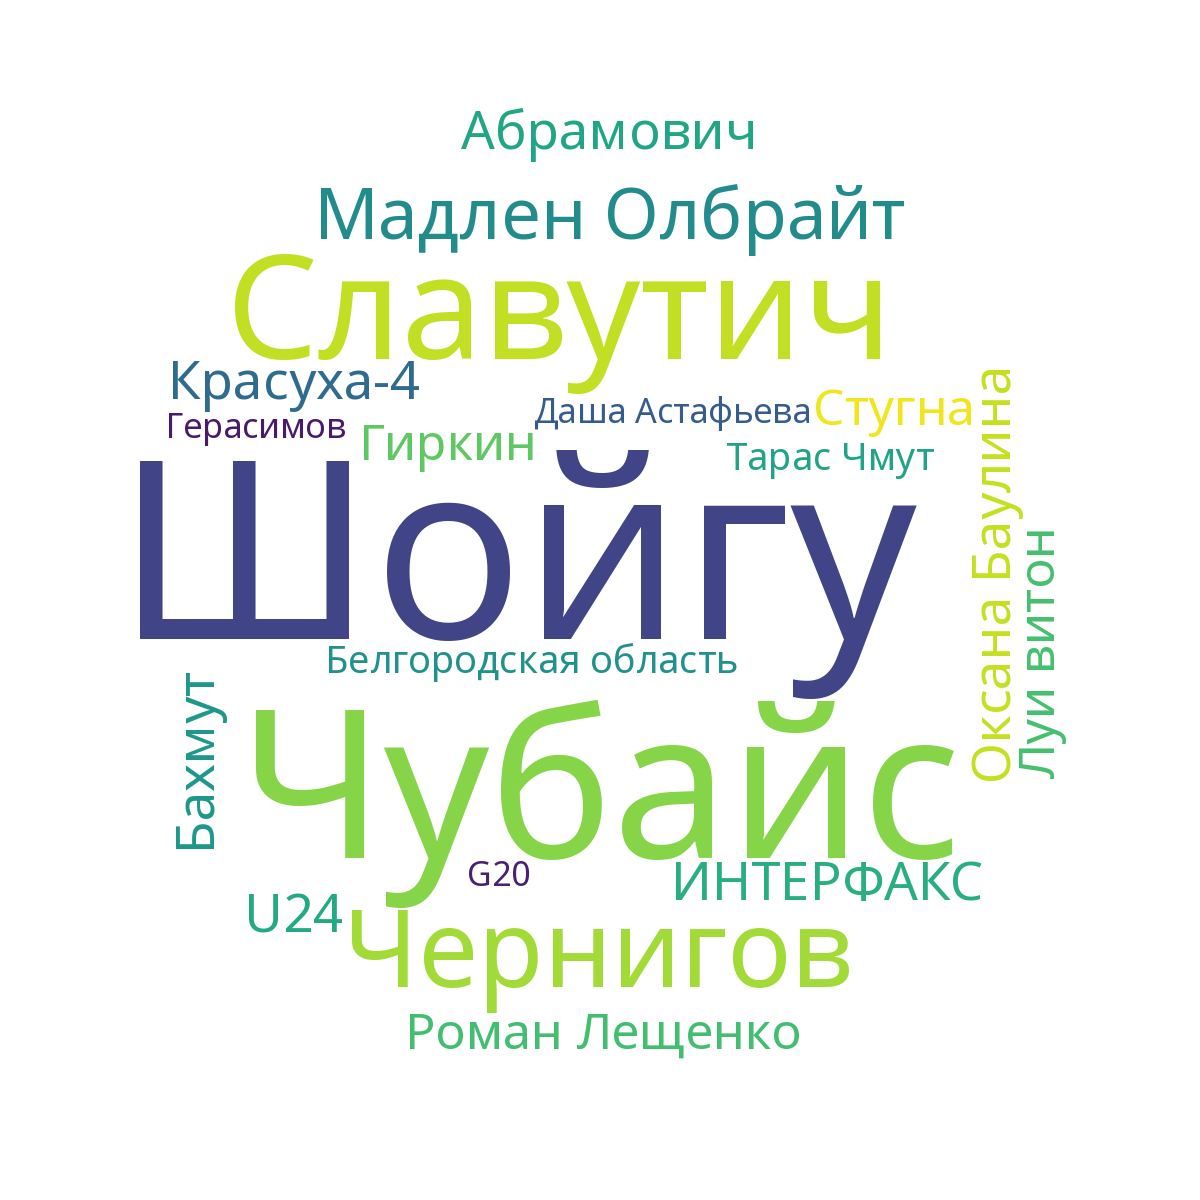 Абрамович
Мадлен Олбрайт
Славутич
Красуха-4
Герасимов
Гиркин
Даша Астафьева
Стугна
Тарас Чмут
Шойгу
Оксана Баулина
Луи витон
Белгородская область
Бахмут
Чубайс
G20
ИНТЕРФАКС
U24
Чернигов
Роман Лещенко